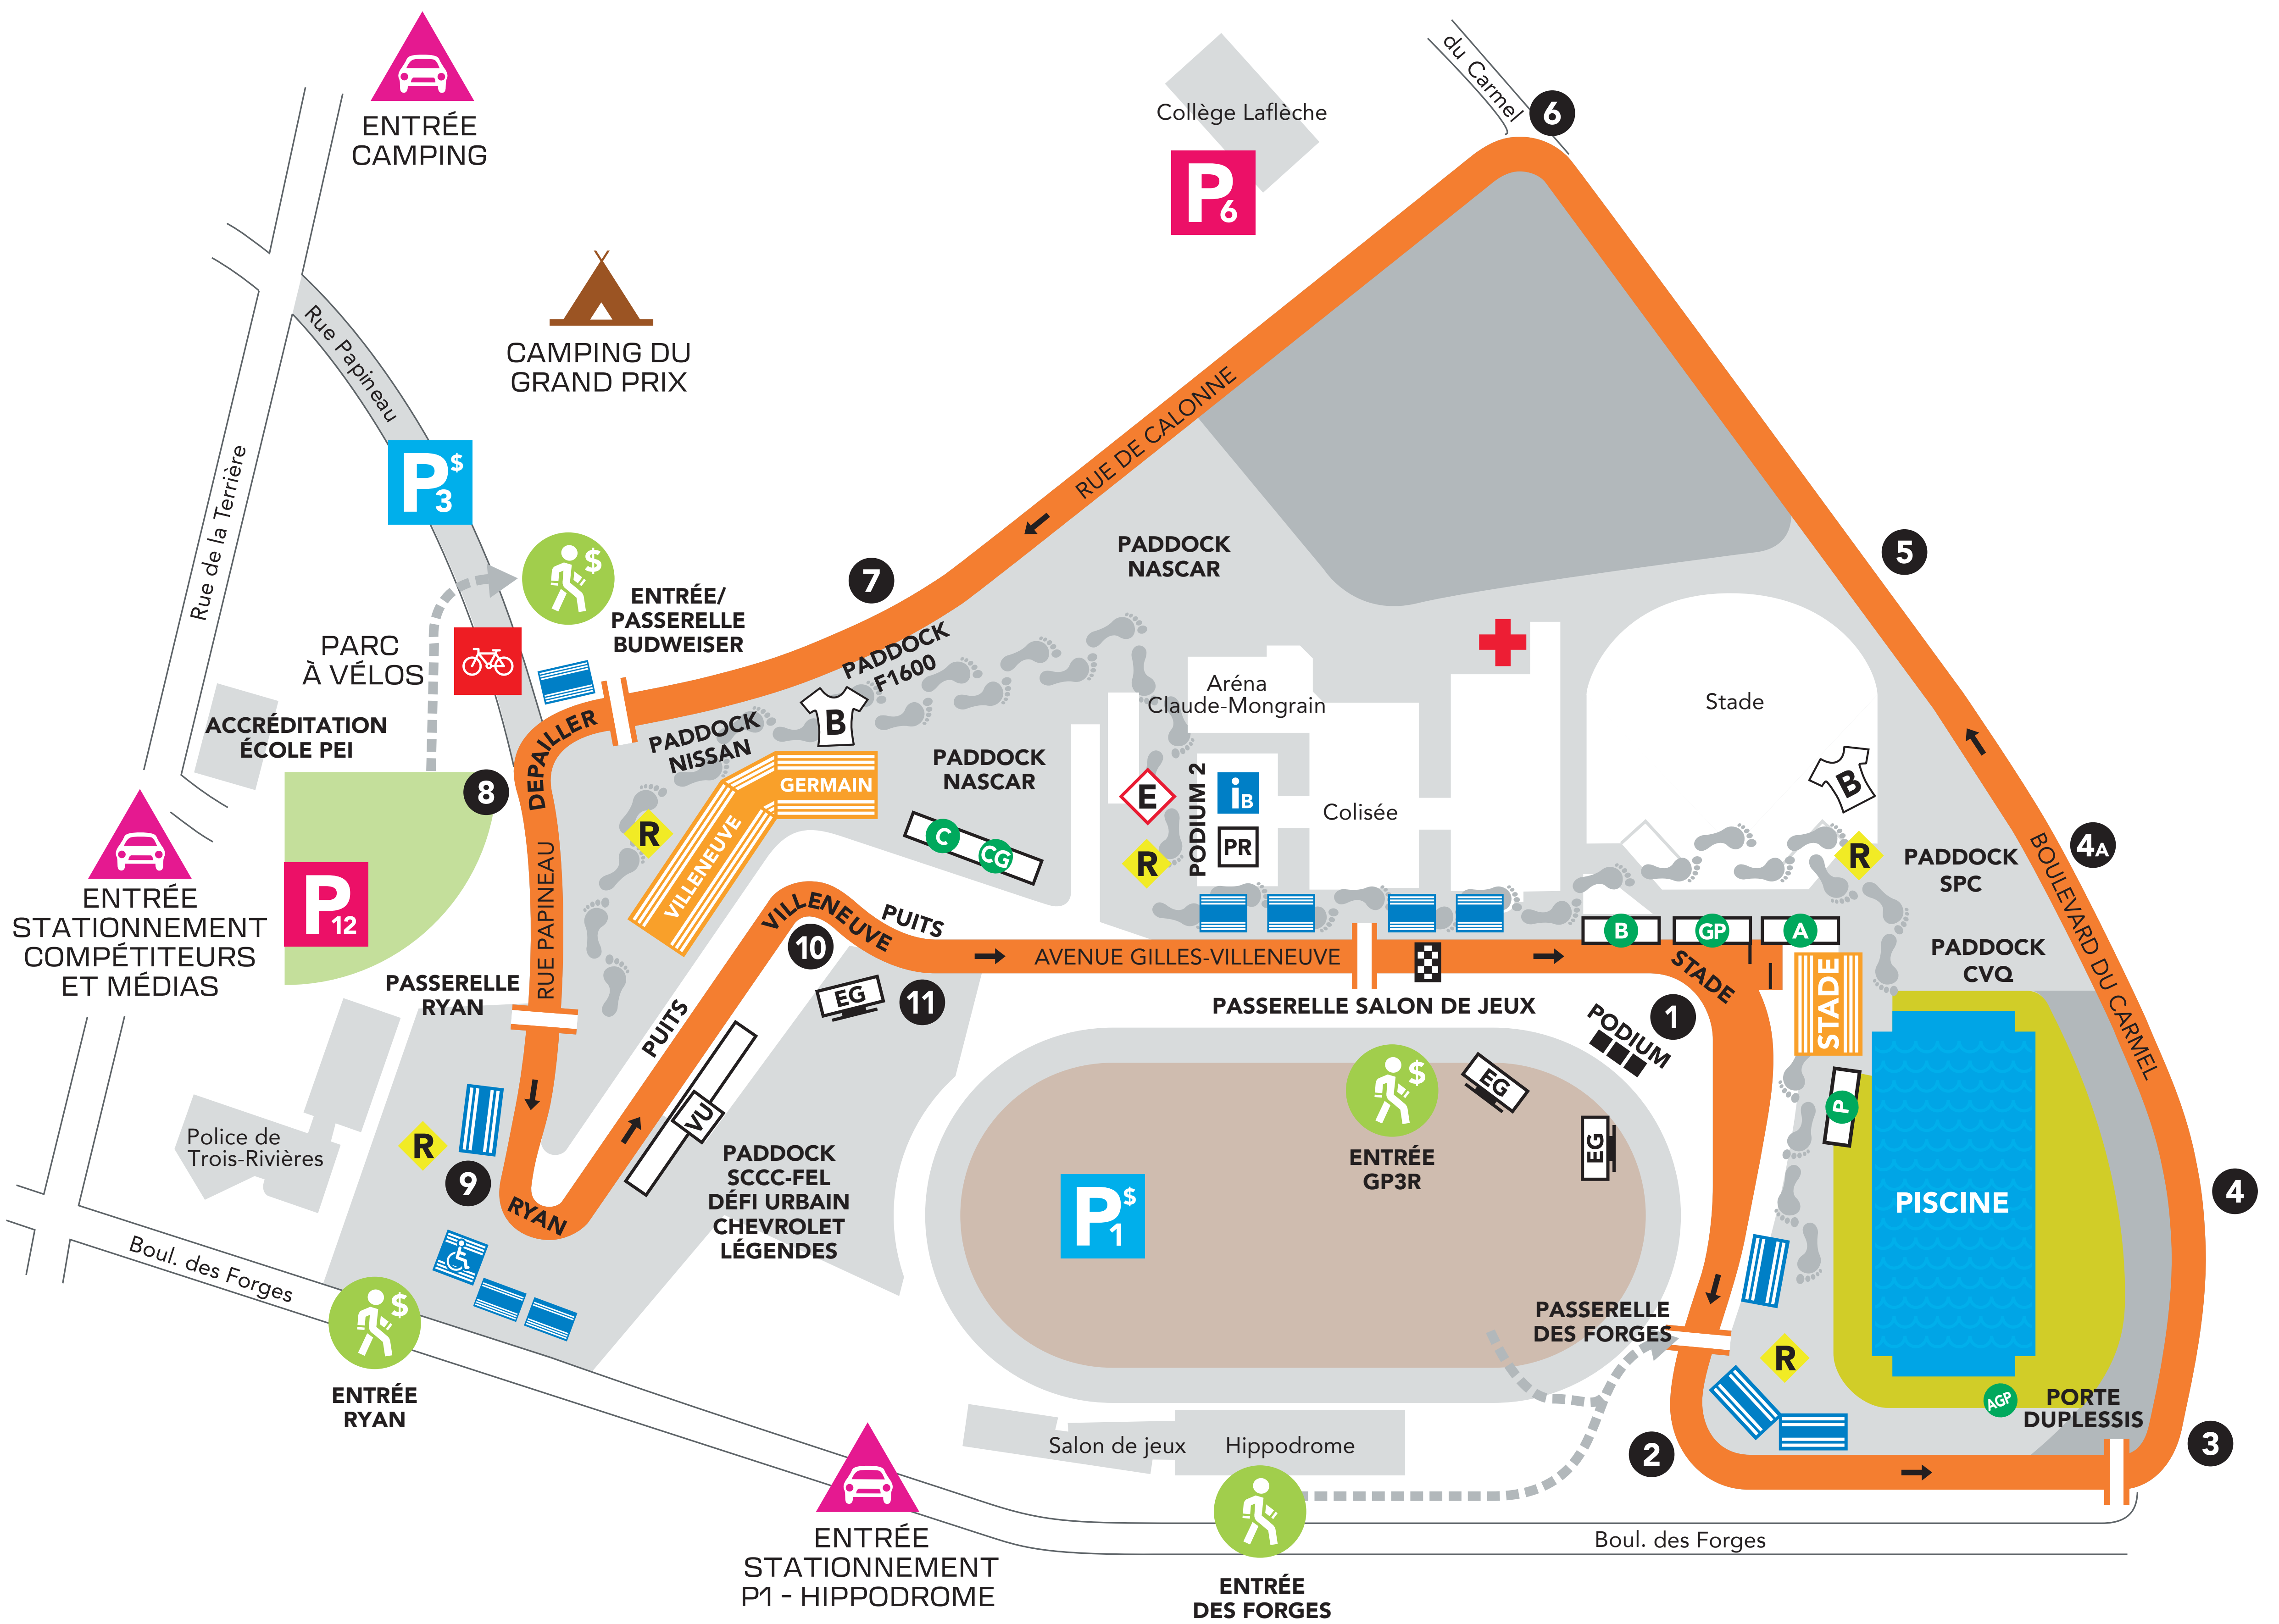 ENTRÉE
CAMPING
du Carmel
6
Collège Laflèche
P6
Rue Papineau
CAMPING DU
GRAND PRIX
RUE DE CALONNE
Rue de la Terrière
P$3
$
ENTRÉE/
PASSERELLE
BUDWEISER
7
PADDOCK
NASCAR
5
PARC
À VÉLOS
PADDOCK
F1600
Aréna
Claude-Mongrain
Stade
ACCRÉDITATION
ÉCOLE PEI
DEPAILLER
PADDOCK
NISSAN
B
PADDOCK
NASCAR
GERMAIN
VILLENEUVE
8
R
E
R
PODIUM 2
iB
PR
Colisée
B
R
4A
BOULEVARD DU CARMEL
PADDOCK
SPC
C
CG
ENTRÉE
STATIONNEMENT
COMPÉTITEURS
ET MÉDIAS
P12
RUE PAPINEAU
VILLENEUVE
PUITS
10
AVENUE GILLES-VILLENEUVE
B
GP
A
STADE
STADE
PADDOCK
CVQ
PASSERELLE
RYAN
PUITS
EG
11
PASSERELLE SALON DE JEUX
PODIUM
1
Police de
Trois-Rivières
R
9
RYAN
VU
PADDOCK
SCCC-FEL
DÉFI URBAIN
CHEVROLET
LÉGENDES
P$1
$
ENTRÉE
GP3R
EG
EG
P
PISCINE
4
Boul. des Forges
$
ENTRÉE
RYAN
PASSERELLE
DES FORGES
R
AGP
PORTE
DUPLESSIS
2
3
Salon de jeux
Hippodrome
ENTRÉE
STATIONNEMENT
P1 - HIPPODROME
ENTRÉE
DES FORGES
Boul. des Forges